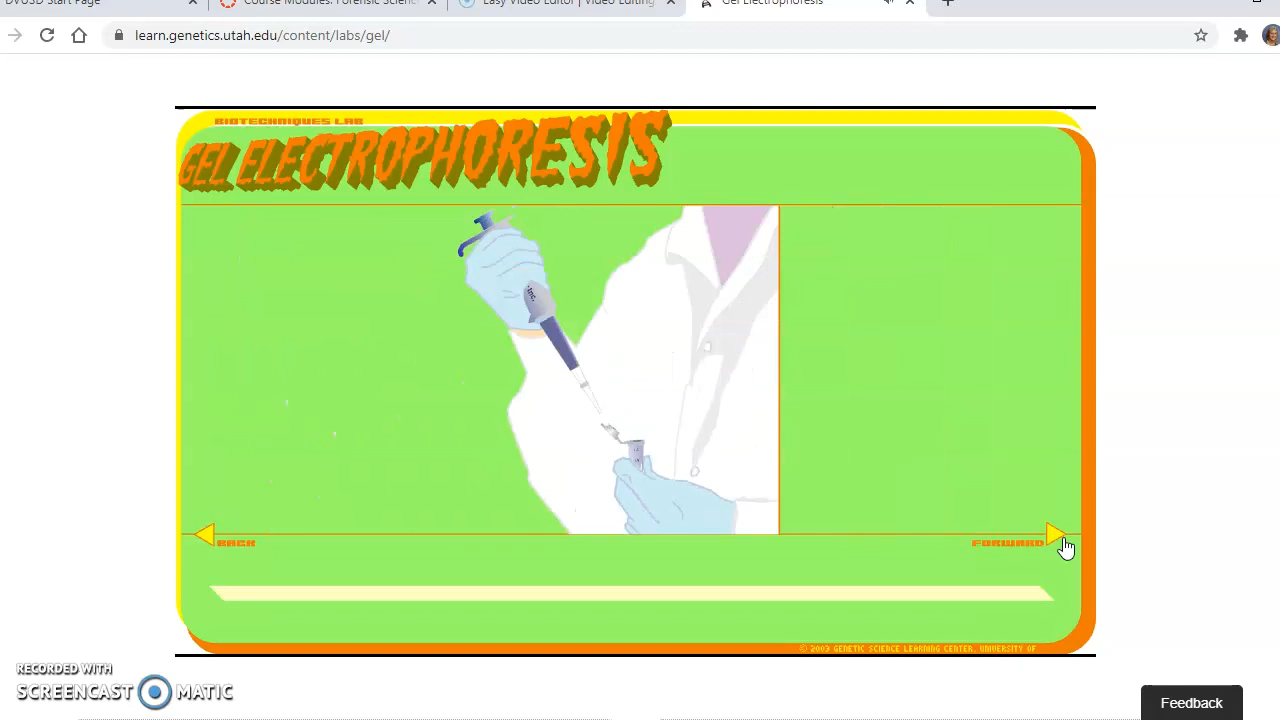 DVUSD Start Page
Course Modules: Forensic Scien
Easy Video Editor | Video Editing
Gel Electrophoresis
learn.genetics.utah.edu/content/labs/gel/
BIOTECHNIQUES LAB
GEL ELECTROPHORESIS
Inc.
BACK
FORWARD
© 2003 GENETIC SCIENCE LEARNING CENTER, UNIVERSITY OF
RECORDED WITH
SCREENCAST MATIC
Feedback